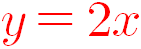 y = 2x